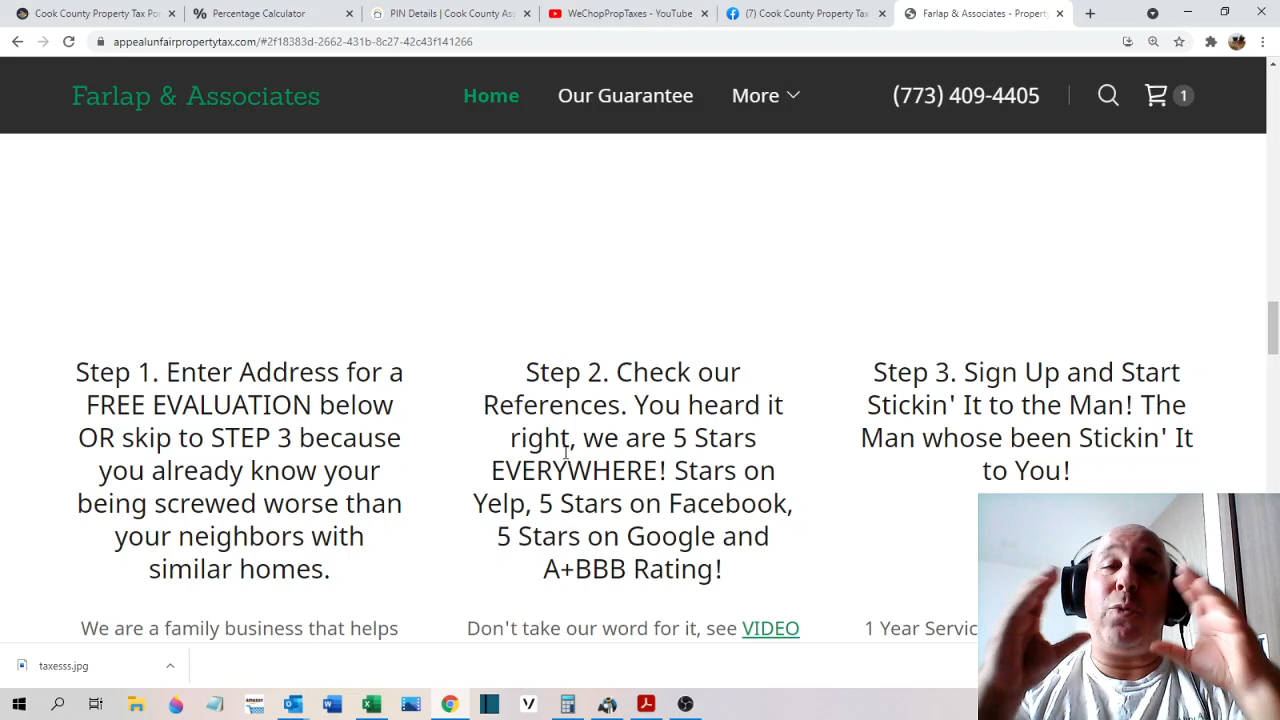 Cook County Property Tax Po
Percentage Calculator
PIN Details | Cook County As
WeChopPropTaxes - YouTube
(7) Cook County Property Tax
Farlap & Associates - Propert
appealunfairpropertytax.com/#2f18383d-2662-431b-8c27-42c43f141266
Farlap & Associates
Home
Our Guarantee
More
(773) 409-4405
1
Step 1. Enter Address for a
FREE EVALUATION below
OR skip to STEP 3 because
you already know your
being screwed worse than
your neighbors with
similar homes.
We are a family business that helps
Step 2. Check our
References. You heard it
right, we are 5 Stars
EVERYWHERE! Stars on
Yelp, 5 Stars on Facebook,
5 Stars on Google and
A+BBB Rating!
Don't take our word for it, see VIDEO
Step 3. Sign Up and Start
Stickin' It to the Man! The
Man whose been Stickin' It
to You!
1 Year Servic
taxesss.jpg